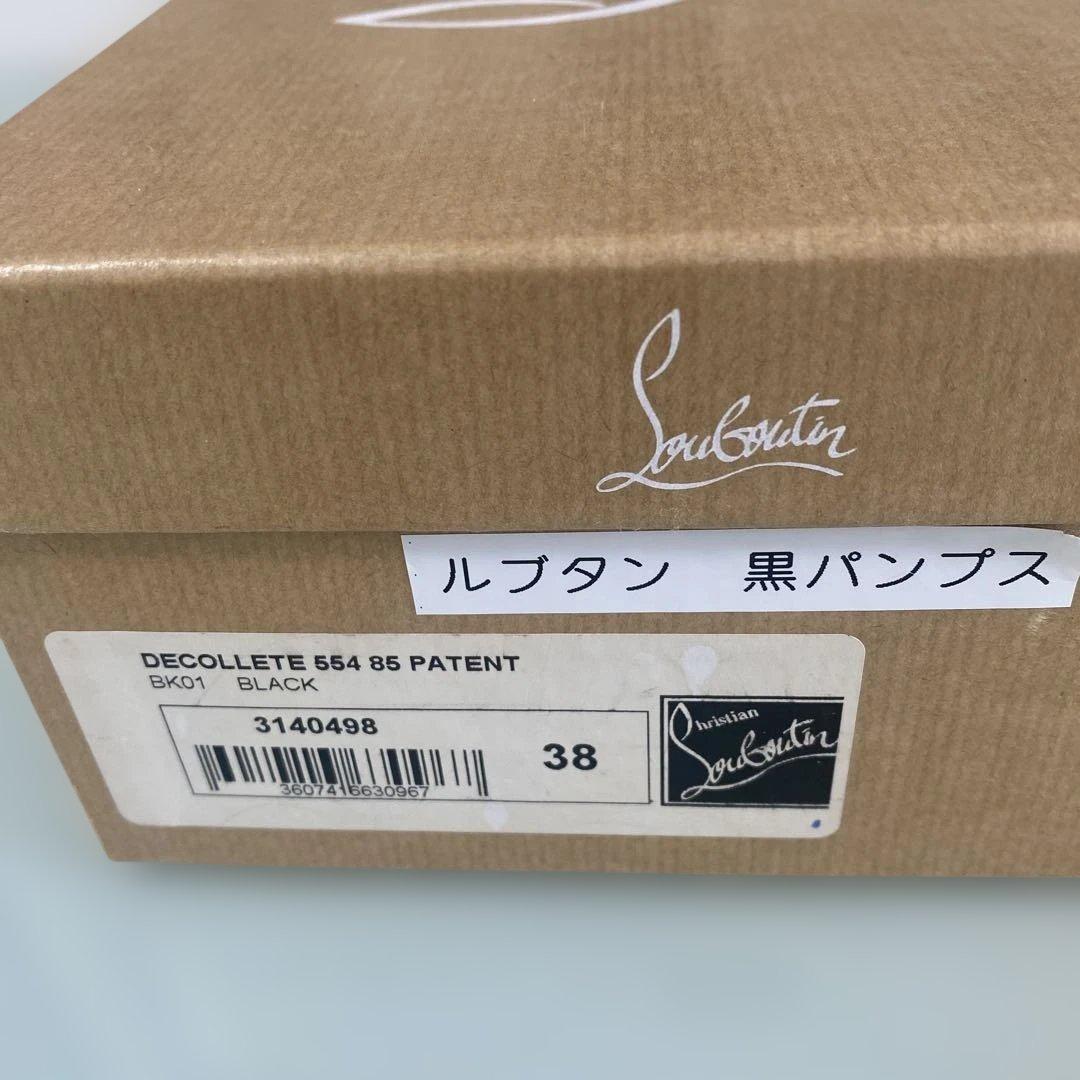 Louboutin
ルブタン 黒パンプス
DECOLLETE 554 85 PATENT
BK01 BLACK
3140498
38
3607416630967
Christian
Louboutin